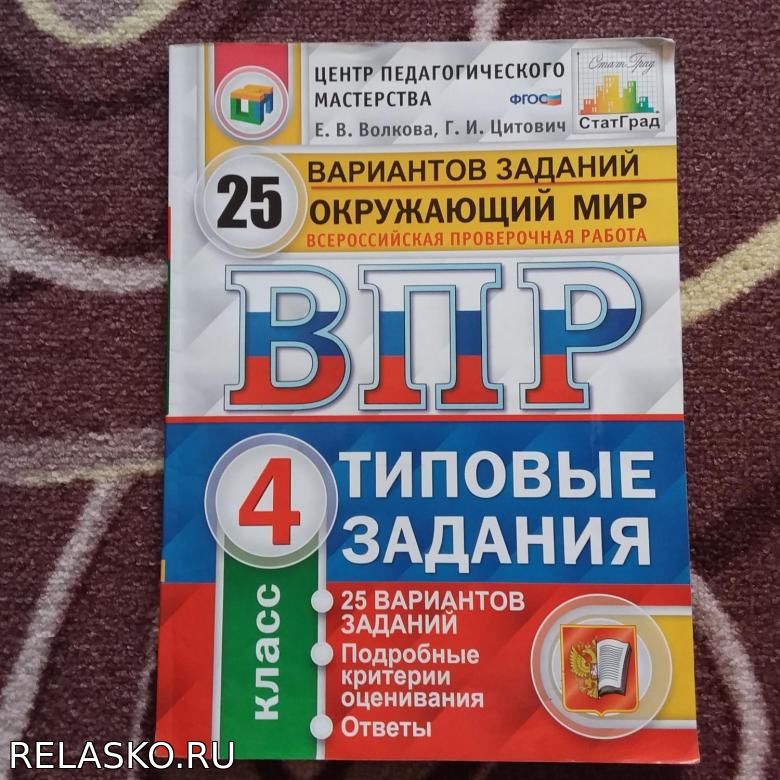 ЦЕНТР ПЕДАГОГИЧЕСКОГО
МАСТЕРСТВА
ФГОС
Е. В. Волкова, Г. И. Цитович
СтатГрад
СтатГрад
25
ВАРИАНТОВ ЗАДАНИЙ
ОКРУЖАЮЩИЙ МИР
ВСЕРОССИЙСКАЯ ПРОВЕРОЧНАЯ РАБОТА
ВПР
4
класс
ТИПОВЫЕ
ЗАДАНИЯ
25 ВАРИАНТОВ
ЗАДАНИЙ
Подробные
критерии
оценивания
Ответы
RELASKO.RU